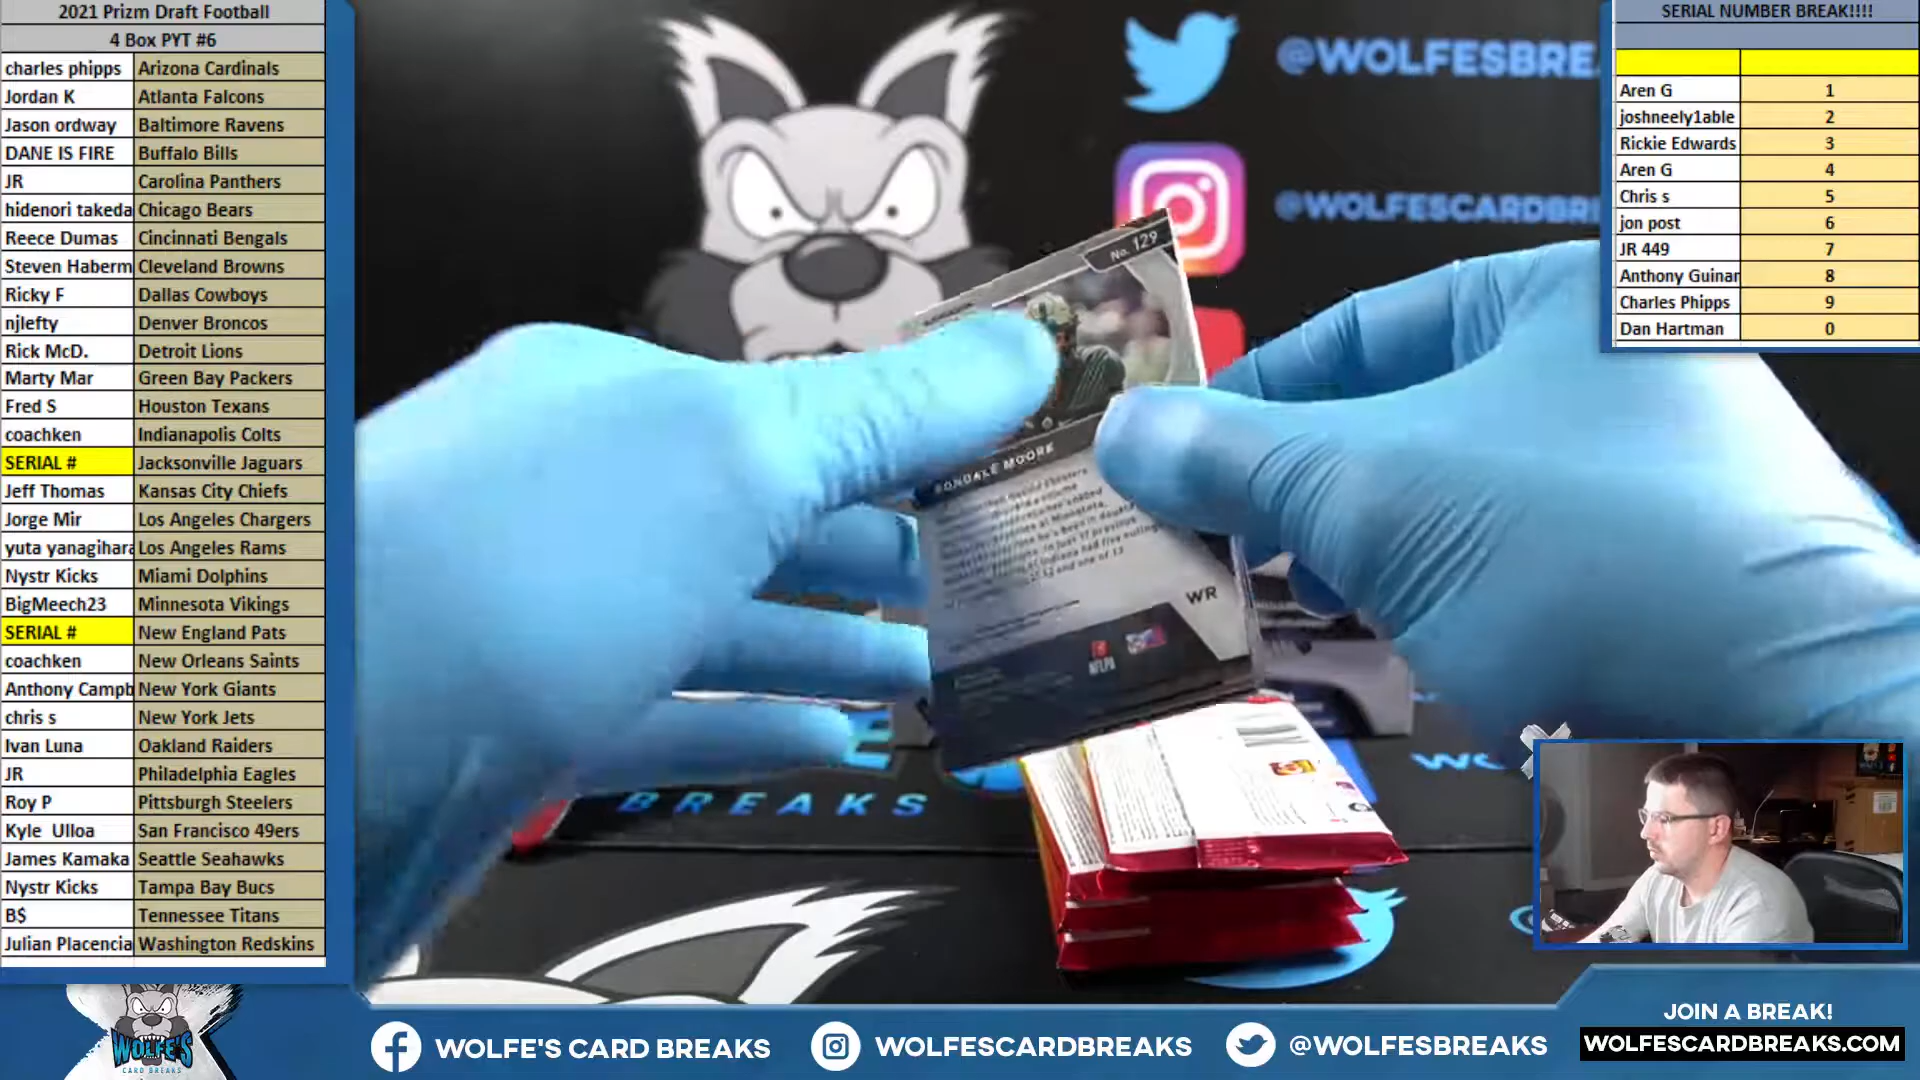 2021 Prizm Draft Football
4 Box PYT #6
charles phipps Arizona Cardinals
Jordan K Atlanta Falcons
Jason ordway Baltimore Ravens
DANE IS FIRE Buffalo Bills
JR Carolina Panthers
hidenori takeda Chicago Bears
Reece Dumas Cincinnati Bengals
Steven Haberm Cleveland Browns
Ricky F Dallas Cowboys
njlefty Denver Broncos
Rick McD. Detroit Lions
Marty Mar Green Bay Packers
Fred S Houston Texans
coachken Indianapolis Colts
SERIAL # Jacksonville Jaguars
Jeff Thomas Kansas City Chiefs
Jorge Mir Los Angeles Chargers
yuta yanagihara Los Angeles Rams
Nystr Kicks Miami Dolphins
BigMeech23 Minnesota Vikings
SERIAL # New England Pats
coachken New Orleans Saints
Anthony Campb New York Giants
chris s New York Jets
Ivan Luna Oakland Raiders
JR Philadelphia Eagles
Roy P Pittsburgh Steelers
Kyle Ulloa San Francisco 49ers
James Kamaka Seattle Seahawks
Nystr Kicks Tampa Bay Bucs
B$ Tennessee Titans
Julian Placencia Washington Redskins
@WOLFESBRE
@WOLFESCARDBRE
No. 129
RONDALE MOORE
WR
NFLPA
BREAKS
SERIAL NUMBER BREAK!!!!
Aren G 1
joshneely1able 2
Rickie Edwards 3
Aren G 4
Chris s 5
jon post 6
JR 449 7
Anthony Guinar 8
Charles Phipps 9
Dan Hartman 0
WOLFE'S
CARD BREAKS
WOLFE'S CARD BREAKS
WOLFESCARDBREAKS
@WOLFESBREAKS
JOIN A BREAK!
WOLFESCARDBREAKS.COM